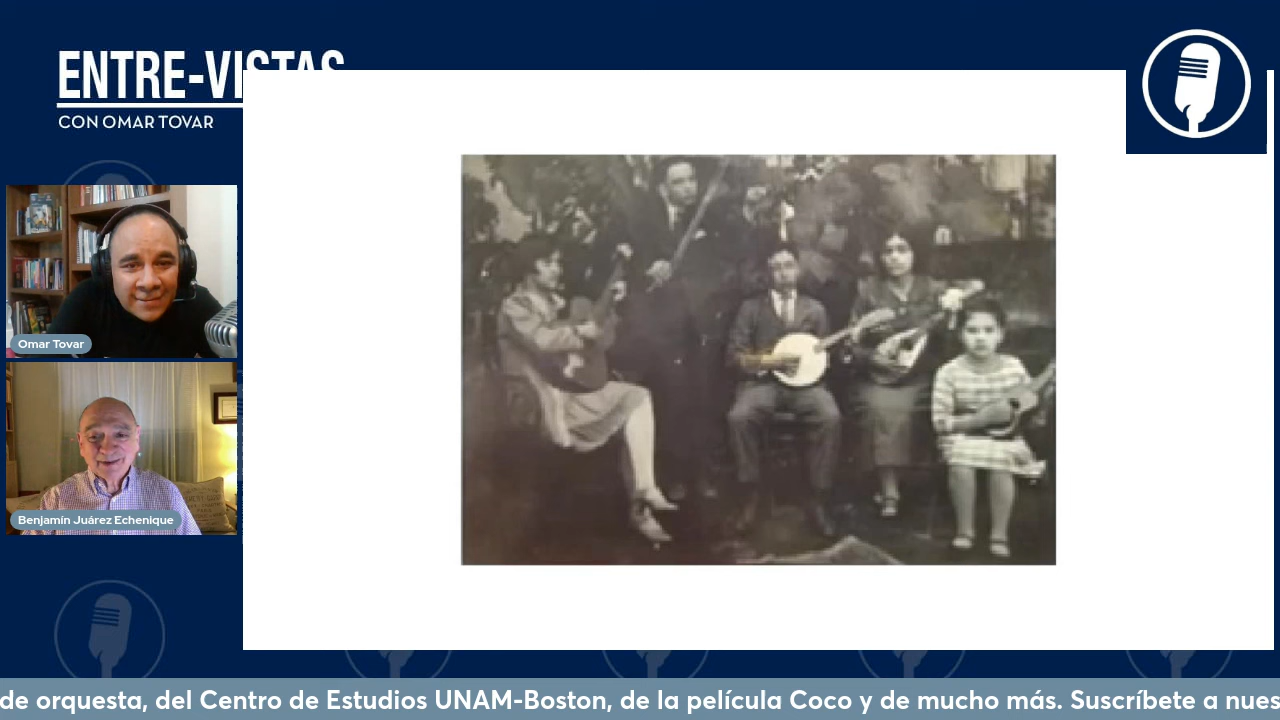 ENTRE-VISTAS
CON OMAR TOVAR
Omar Tovar
Benjamín Juárez Echenique
de orquesta, del Centro de Estudios UNAM-Boston, de la película Coco y de mucho más. Suscríbete a nues